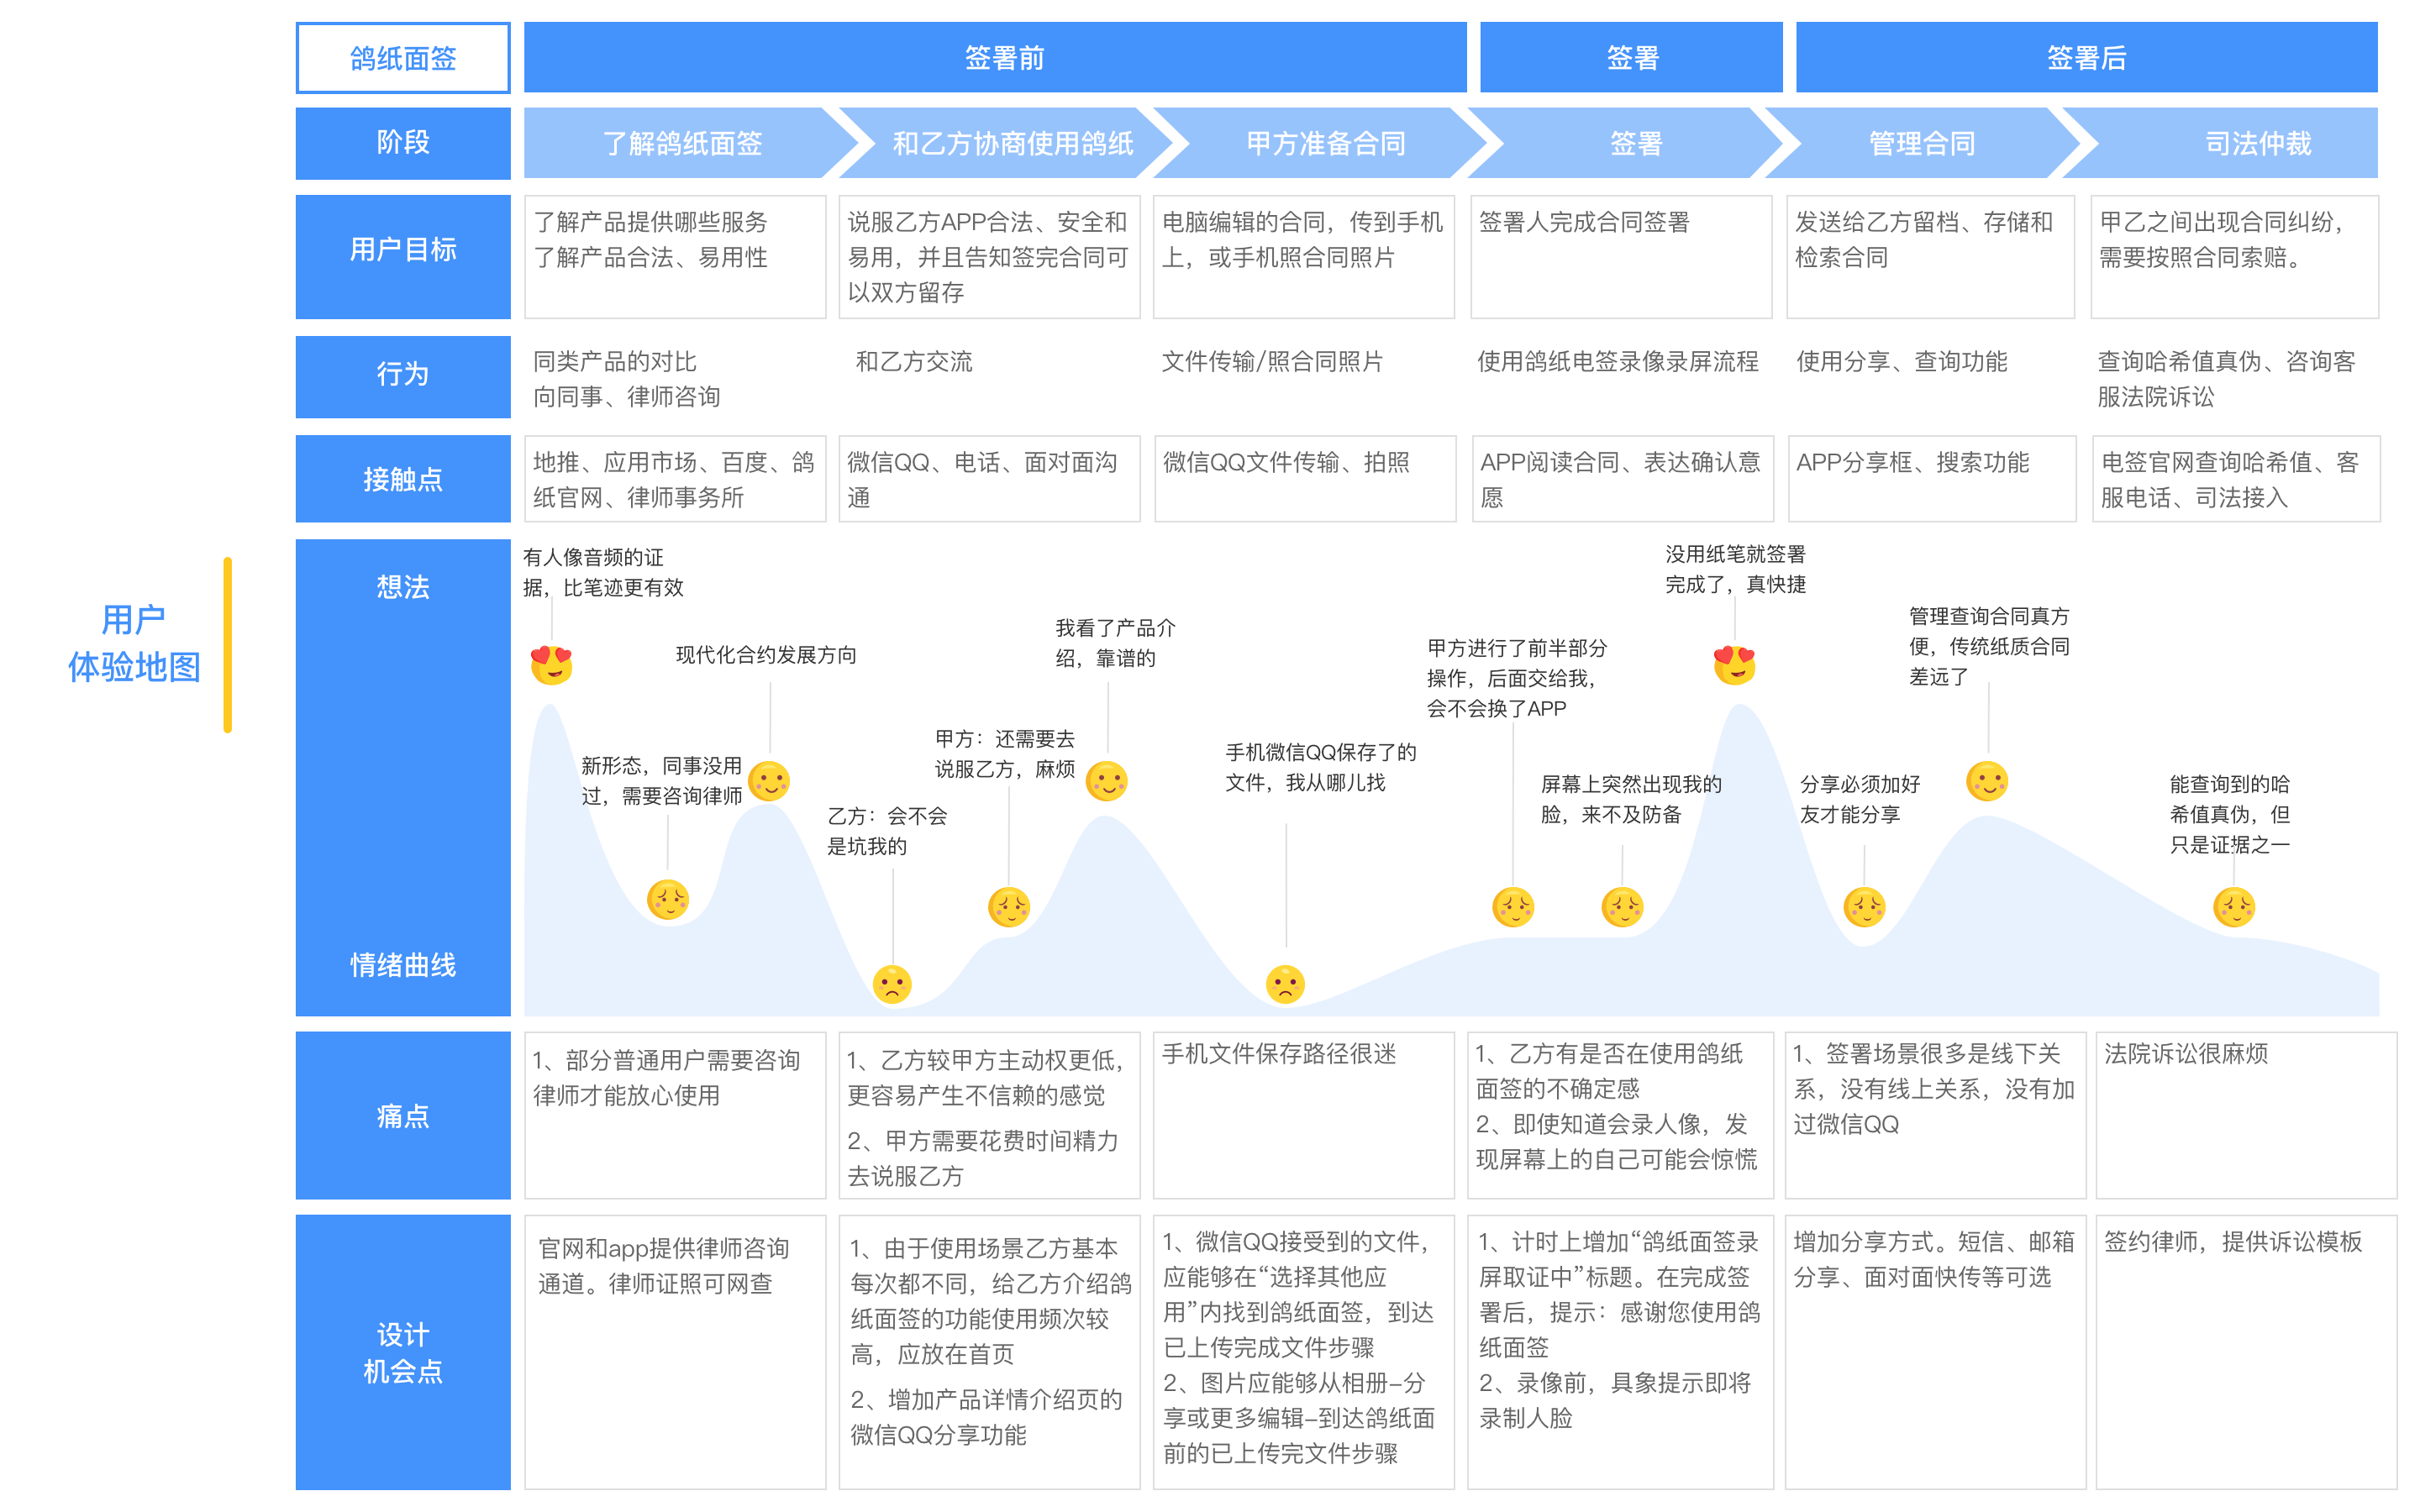 鸽纸面签
签署前
签署
签署后
阶段
了解鸽纸面签
和乙方协商使用鸽纸
甲方准备合同
签署
管理合同
司法仲裁
用户目标
了解产品提供哪些服务
了解产品合法、易用性
说服乙方APP合法、安全和
易用，并且告知签完合同可
以双方留存
电脑编辑的合同，传到手机
上，或手机照合同照片
签署人完成合同签署
发送给乙方留档、存储和
检索合同
甲乙之间出现合同纠纷，
需要按照合同索赔。
行为
同类产品的对比
向同事、律师咨询
和乙方交流
文件传输/照合同照片
使用鸽纸电签录像录屏流程
使用分享、查询功能
查询哈希值真伪、咨询客
服法院诉讼
接触点
地推、应用市场、百度、鸽
纸官网、律师事务所
微信QQ、电话、面对面沟
通
微信QQ文件传输、拍照
APP阅读合同、表达确认意
愿
APP分享框、搜索功能
电签官网查询哈希值、客
服电话、司法接入
用户
体验地图
想法
情绪曲线
有人像音频的证
据，比笔迹更有效
新形态，同事没用
过，需要咨询律师
现代化合约发展方向
乙方：会不会
是坑我的
甲方：还需要去
说服乙方，麻烦
我看了产品介
绍，靠谱的
手机微信QQ保存了的
文件，我从哪儿找
甲方进行了前半部分
操作，后面交给我，
会不会换了APP
屏幕上突然出现我的
脸，来不及防备
没用纸笔就签署
完成了，真快捷
分享必须加好
友才能分享
管理查询合同真方
便，传统纸质合同
差远了
能查询到的哈
希值真伪，但
只是证据之一
痛点
1、部分普通用户需要咨询
律师才能放心使用
1、乙方较甲方主动权更低，
更容易产生不信赖的感觉
2、甲方需要花费时间精力
去说服乙方
手机文件保存路径很迷
1、乙方有是否在使用鸽纸
面签的不确定感
2、即使知道会录人像，发
现屏幕上的自己可能会惊慌
1、签署场景很多是线下关
系，没有线上关系，没有加
过微信QQ
法院诉讼很麻烦
设计
机会点
官网和app提供律师咨询
通道。律师证照可网查
1、由于使用场景乙方基本
每次都不同，给乙方介绍鸽
纸面签的功能使用频次较
高，应放在首页
2、增加产品详情介绍页的
微信QQ分享功能
1、微信QQ接受到的文件，
应能够在“选择其他应
用”内找到鸽纸面签，到达
已上传完成文件步骤
2、图片应能够从相册-分
享或更多编辑-到达鸽纸面
前的已上传完文件步骤
1、计时上增加“鸽纸面签录
屏取证中”标题。在完成签
署后，提示：感谢您使用鸽
纸面签
2、录像前，具象提示即将
录制人脸
增加分享方式。短信、邮箱
分享、面对面快传等可选
签约律师，提供诉讼模板